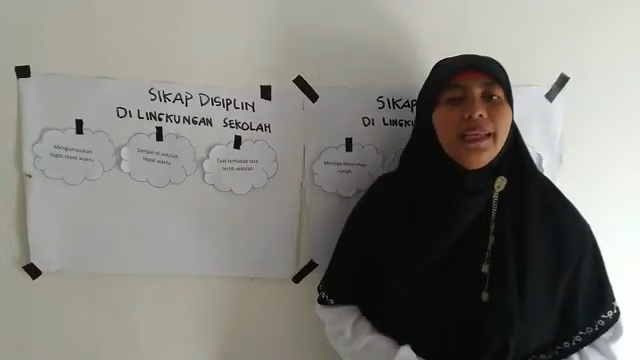 SIKAP DISIPLIN
DI LINGKUNGAN SEKOLAH
Mengumpulkan
tugas tepat waktu
Sampai di sekolah
tepat waktu
Taat terhadap tata
tertib sekolah
SIKAP
DI LINGKU
Menjaga kebersihan
rumah